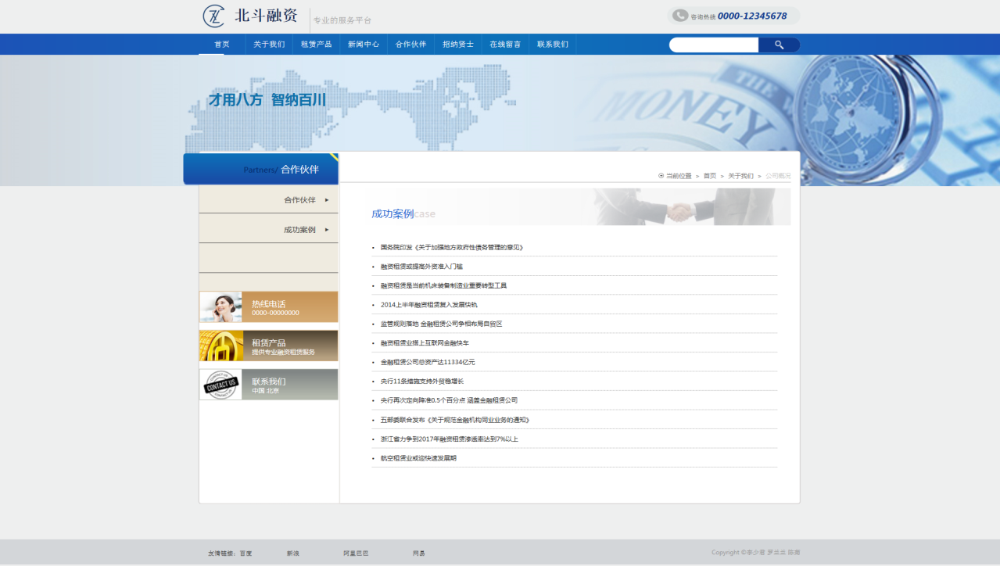 北斗融资
专业的服务平台
咨询热线 0000-12345678
首页 关于我们 租赁产品 新闻中心 合作伙伴 招纳贤士 在线留言 联系我们
才用八方 智纳百川
THE W
MONEY
Partners/ 合作伙伴
当前位置 > 首页 > 关于我们 > 公司概况
合作伙伴
成功案例
成功案例case
• 国务院印发《关于加强地方政府性债务管理的意见》
• 融资租赁或提高外资准入门槛
• 融资租赁是当前机床装备制造业重要转型工具
• 2014上半年融资租赁复入发展快轨
• 监管规则落地 金融租赁公司争相布局自贸区
• 融资租赁业搭上互联网金融快车
• 金融租赁公司总资产达11334亿元
• 央行11条措施支持外贸稳增长
• 央行再次定向降准0.5个百分点 涵盖金融租赁公司
• 五部委联合发布《关于规范金融机构同业业务的通知》
• 浙江省力争到2017年融资租赁渗透率达到7%以上
• 航空租赁业或迎快速发展期
热线电话
0000-00000000
租赁产品
提供专业融资租赁服务
CONTACT US
联系我们
中国 北京
友情链接: 百度 新浪 阿里巴巴 网易
Copyright ©